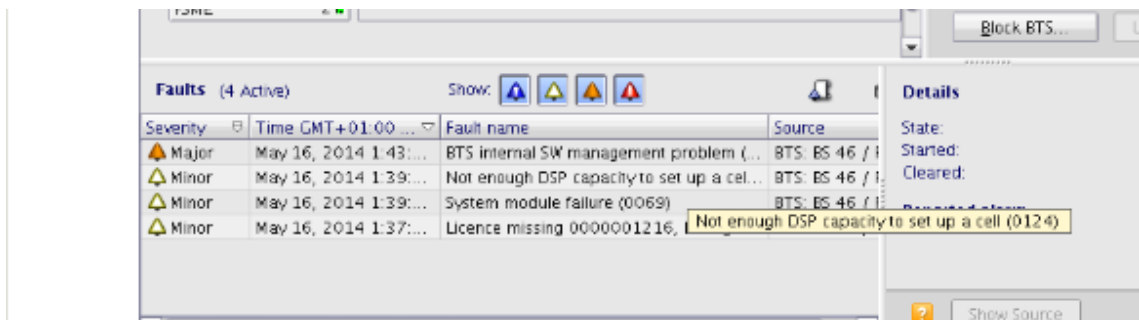 Block BTS...
Faults (4 Active) Show:
Severity Time GMT+01:00 ... Fault name Source
Major May 16, 2014 1:43:... BTS internal SW management problem (... BTS: BS 46 /
Minor May 16, 2014 1:39:... Not enough DSP capacity to set up a cel... BTS: BS 46 /
Minor May 16, 2014 1:39:... System module failure (0069) BTS: BS 46 /
Minor May 16, 2014 1:37:... Licence missing 0000001216,
Not enough DSP capacity to set up a cell (0124)
Details
State:
Started:
Cleared:
Show Source